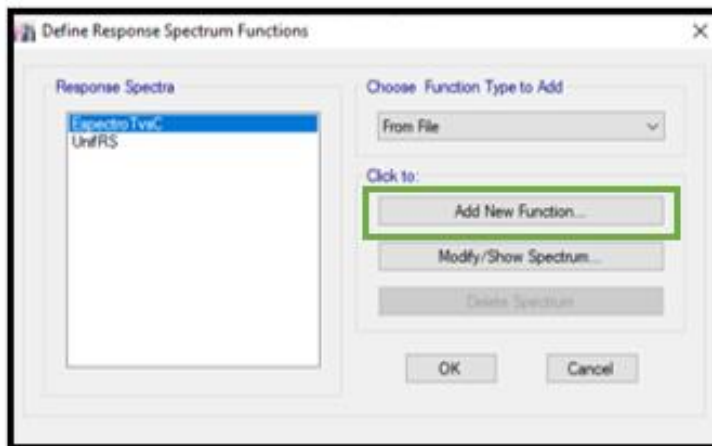 Define Response Spectrum Functions
Response Spectra
EspectroTvsC
UnifRS
Choose Function Type to Add
From File
Click to:
Add New Function...
Modify/Show Spectrum...
Delete Spectrum
OK
Cancel